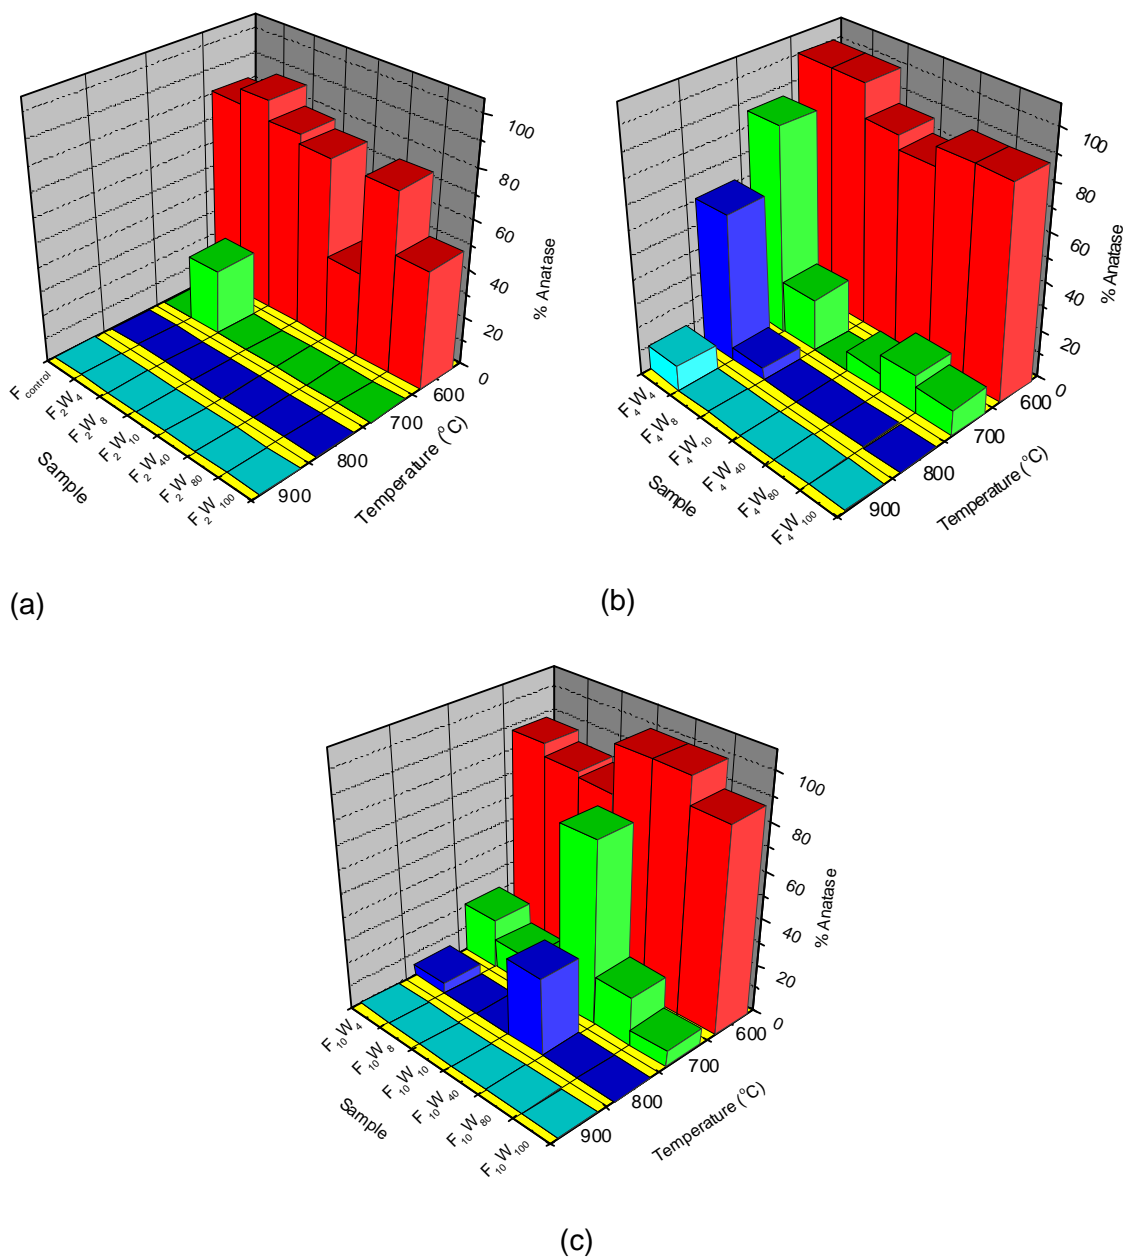 100
80
60
40
20
0
% Anatase
600
700
800
900
Temperature (°C)
F control
F₂W₄
F₂W₈
F₂W₁₀
F₂W₄₀
F₂W₈₀
F₂W₁₀₀
Sample
(a)
100
80
60
40
20
0
% Anatase
600
700
800
900
Temperature (°C)
F₄W₄
F₄W₈
F₄W₁₀
F₄W₄₀
F₄W₈₀
F₄W₁₀₀
Sample
(b)
100
80
60
40
20
0
% Anatase
600
700
800
900
Temperature (°C)
F₁₀W₄
F₁₀W₈
F₁₀W₁₀
F₁₀W₄₀
F₁₀W₈₀
F₁₀W₁₀₀
Sample
(c)